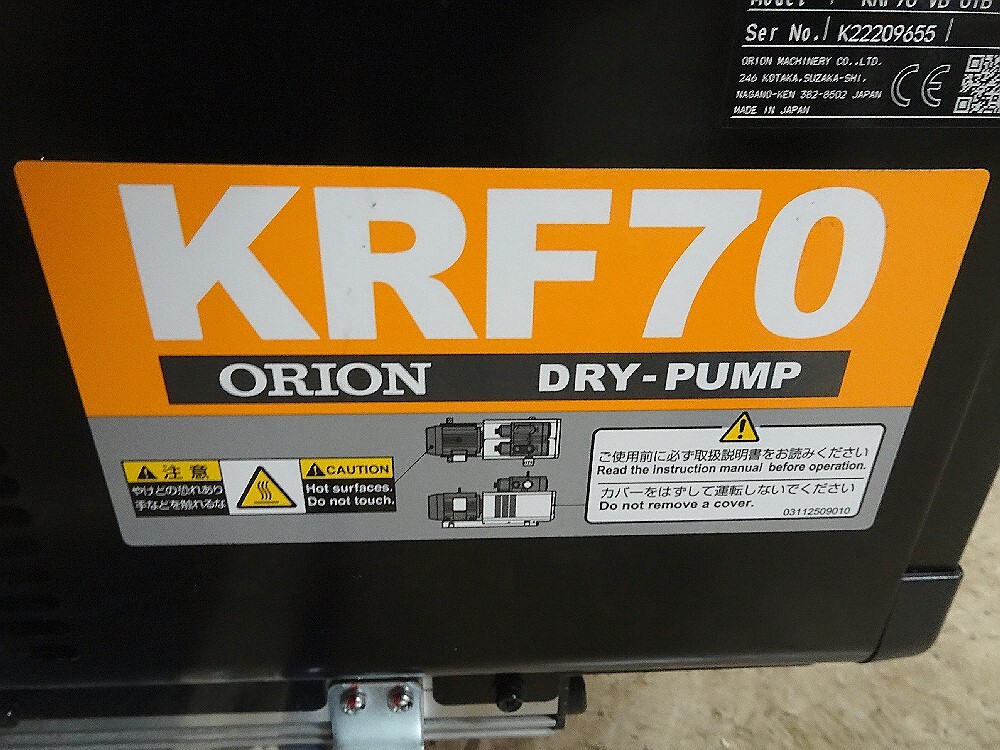 Model KRF70-VB-01B
Ser No. K22209655
ORION MACHINERY CO.,LTD.
246 KOTAKA,SUZAKA-SHI,
NAGANO-KEN 382-8502 JAPAN
MADE IN JAPAN
CE
KRF70
ORION DRY-PUMP
注意
やけどの恐れあり
手などを触れるな
CAUTION
Hot surfaces.
Do not touch.
ご使用前に必ず取扱説明書をお読みください
Read the instruction manual before operation.
カバーをはずして運転しないでください
Do not remove a cover.
03112509010